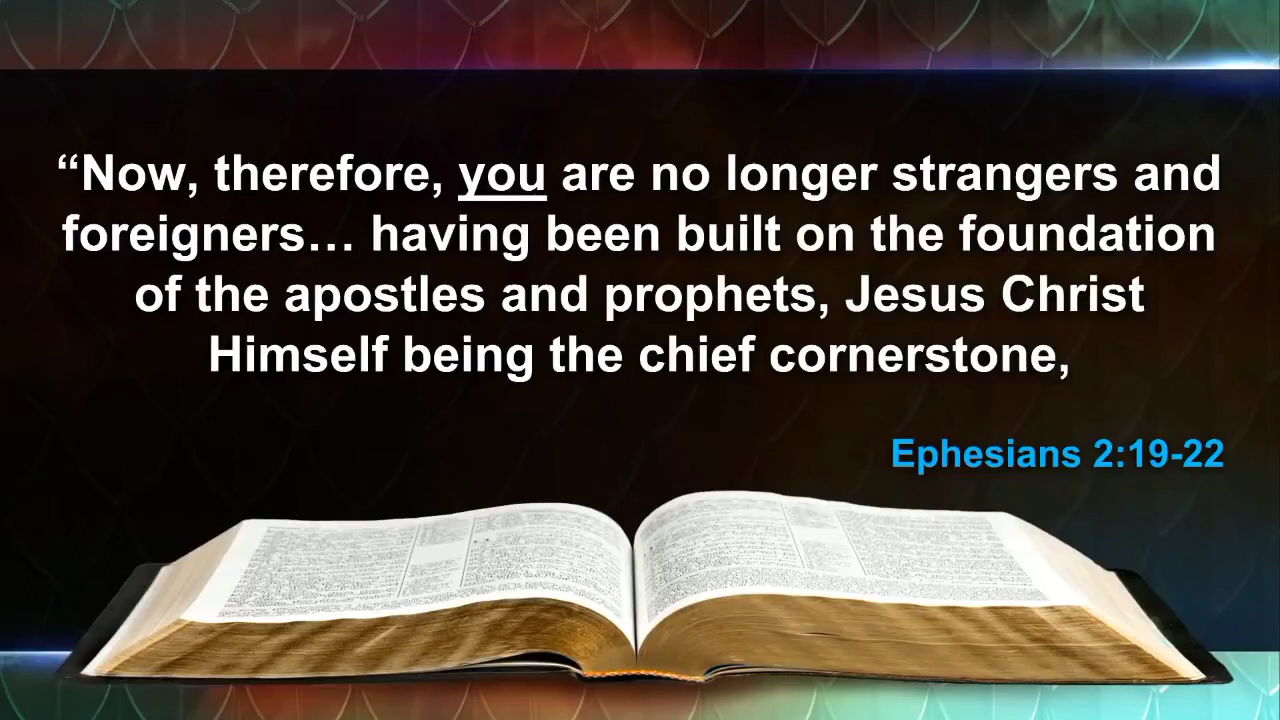 “Now, therefore, you are no longer strangers and
foreigners… having been built on the foundation
of the apostles and prophets, Jesus Christ
Himself being the chief cornerstone,
Ephesians 2:19-22